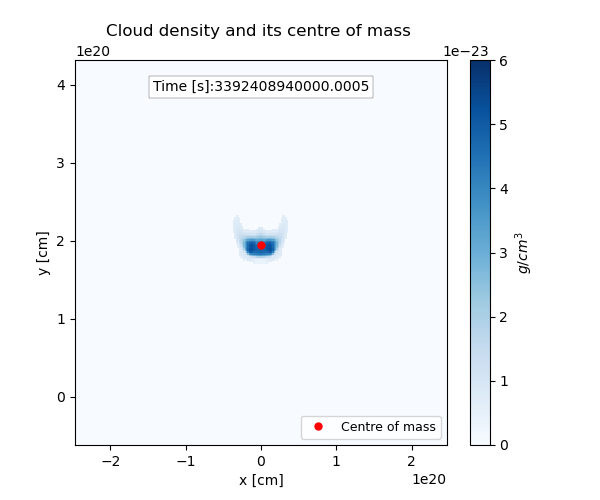 Cloud density and its centre of mass
1e20
1e−23
Time [s]:3392408940000.0005
4
3
2
1
0
y [cm]
−2
−1
0
1
2
x [cm]
1e20
Centre of mass
6
5
4
3
2
1
0
g/cm³